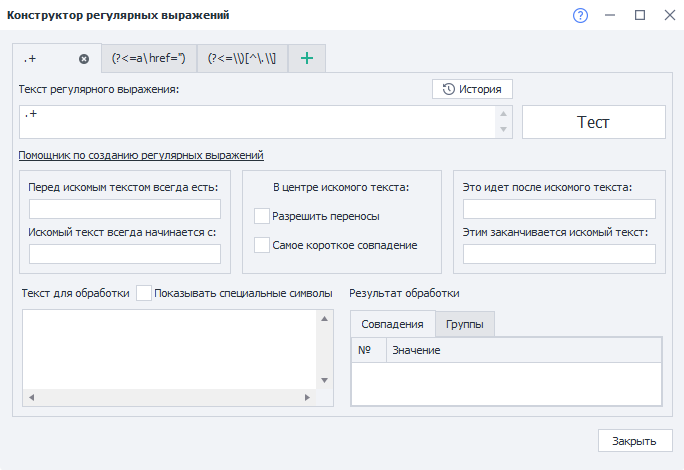 Конструктор регулярных выражений
.+ (?<=a\href=") (?<=\\)[^\.\\]
Текст регулярного выражения: История
.+ Тест
Помощник по созданию регулярных выражений
Перед искомым текстом всегда есть: В центре искомого текста: Это идет после искомого текста:
Разрешить переносы
Искомый текст всегда начинается с: Этим заканчивается искомый текст:
Самое короткое совпадение
Текст для обработки Показывать специальные символы Результат обработки
Совпадения Группы
№ Значение
Закрыть